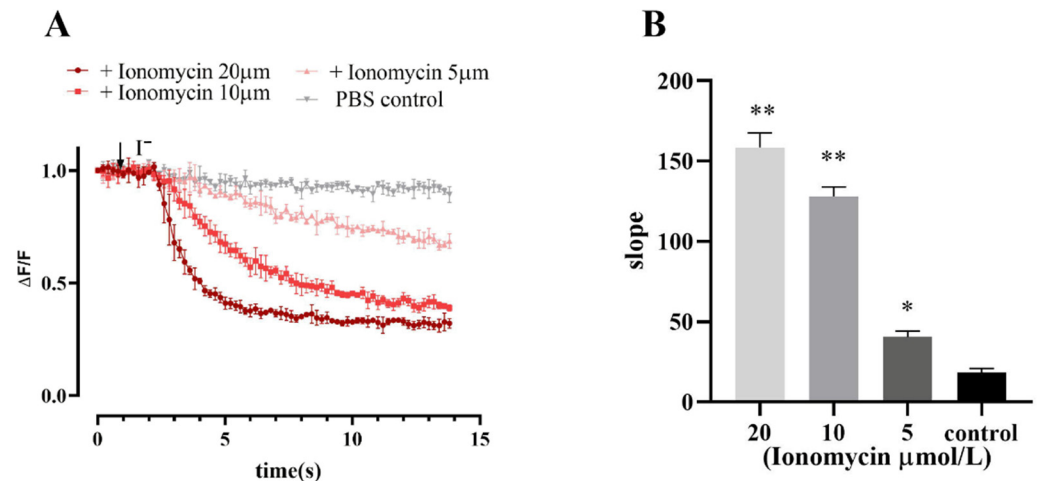 A
+ Ionomycin 20μm
+ Ionomycin 5μm
+ Ionomycin 10μm
PBS control
I⁻
1.0
0.5
0.0
ΔF/F
0 5 10 15
time(s)
B
200
150
100
50
0
slope
**
**
*
20 10 5 control
(Ionomycin μmol/L)